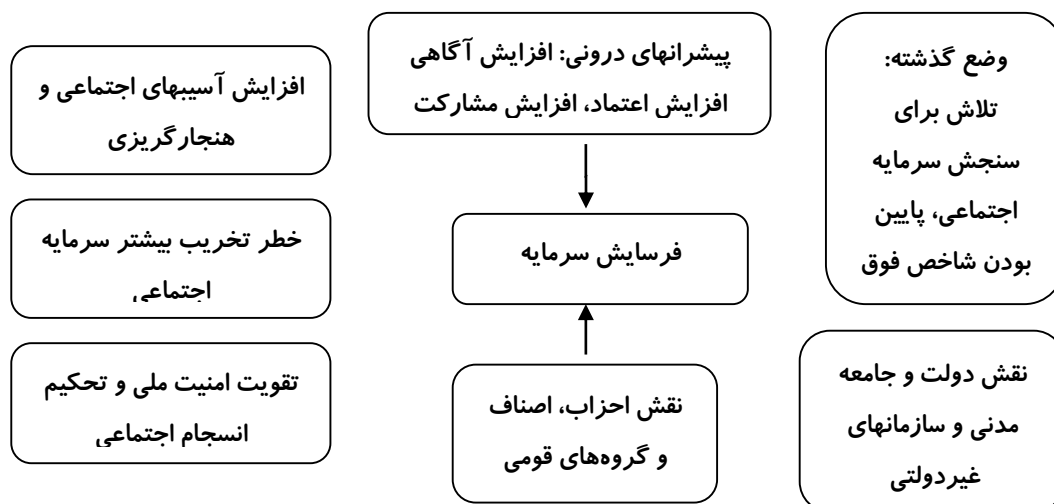 وضع گذشته:
تلاش برای
سنجش سرمایه
اجتماعی، پایین
بودن شاخص فوق
نقش دولت و جامعه
مدنی و سازمانهای
غیردولتی
پیشرانهای درونی: افزایش آگاهی
افزایش اعتماد، افزایش مشارکت
فرسایش سرمایه
نقش احزاب، اصناف
و گروه‌های قومی
افزایش آسیبهای اجتماعی و
هنجارگریزی
خطر تخریب بیشتر سرمایه
اجتماعی
تقویت امنیت ملی و تحکیم
انسجام اجتماعی